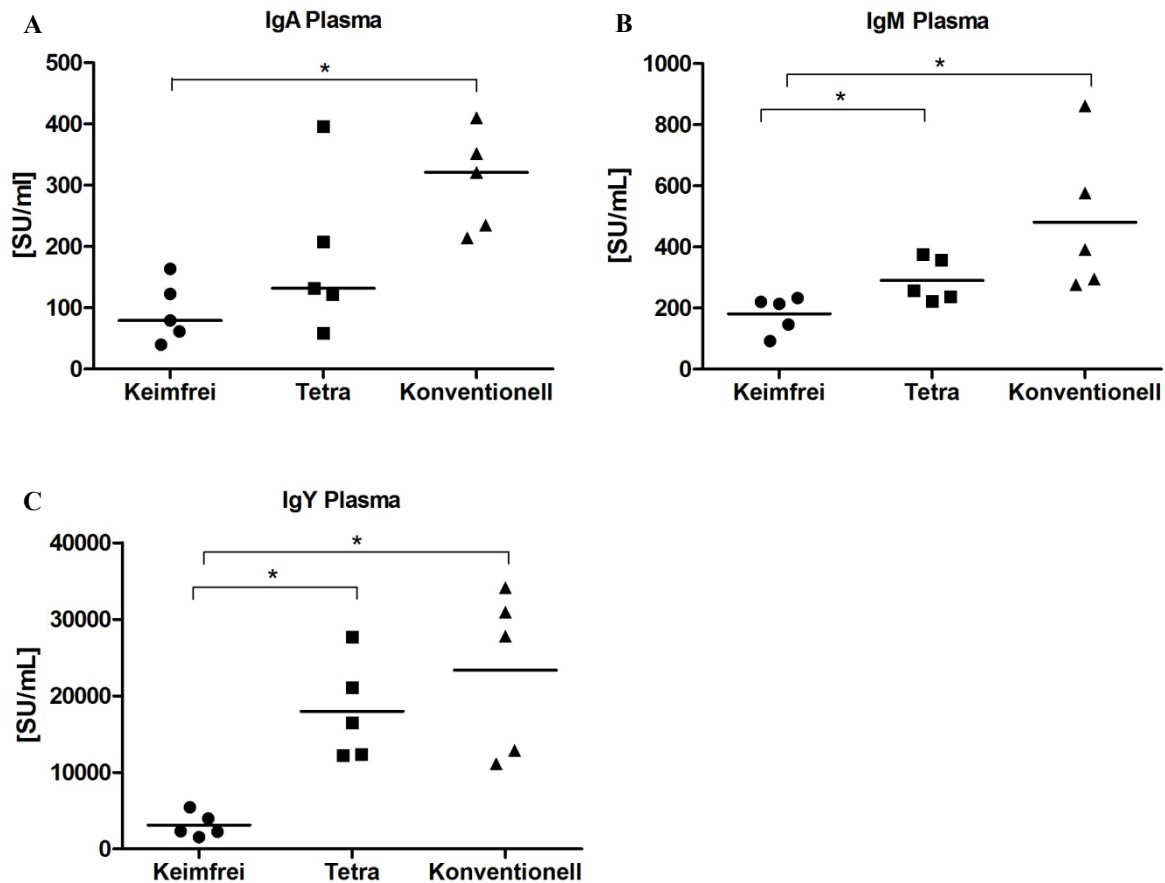 A
IgA Plasma
[SU/ml]
500
400
300
200
100
0
*
Keimfrei Tetra Konventionell
B
IgM Plasma
[SU/mL]
1000
800
600
400
200
0
*
*
Keimfrei Tetra Konventionell
C
IgY Plasma
[SU/mL]
40000
30000
20000
10000
0
*
*
Keimfrei Tetra Konventionell